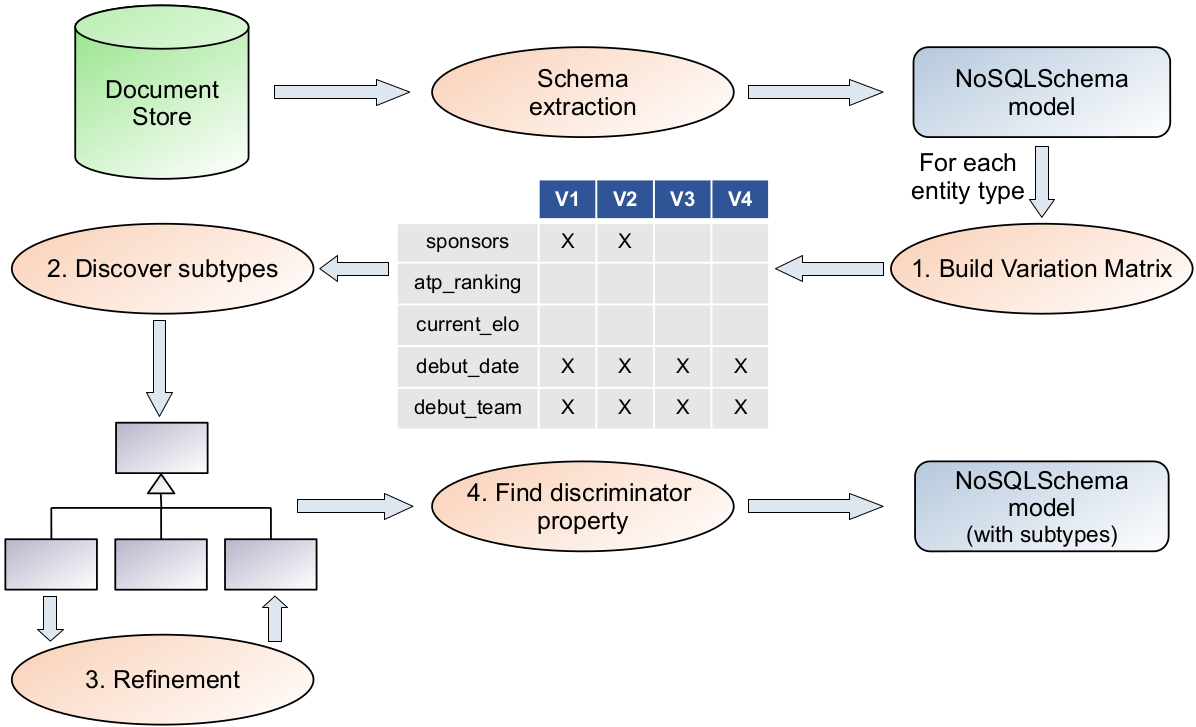 Document
Store
Schema
extraction
NoSQLSchema
model
For each
entity type
V1 V2 V3 V4
sponsors X X
atp_ranking
current_elo
debut_date X X X X
debut_team X X X X
2. Discover subtypes
1. Build Variation Matrix
4. Find discriminator
property
NoSQLSchema
model
(with subtypes)
3. Refinement